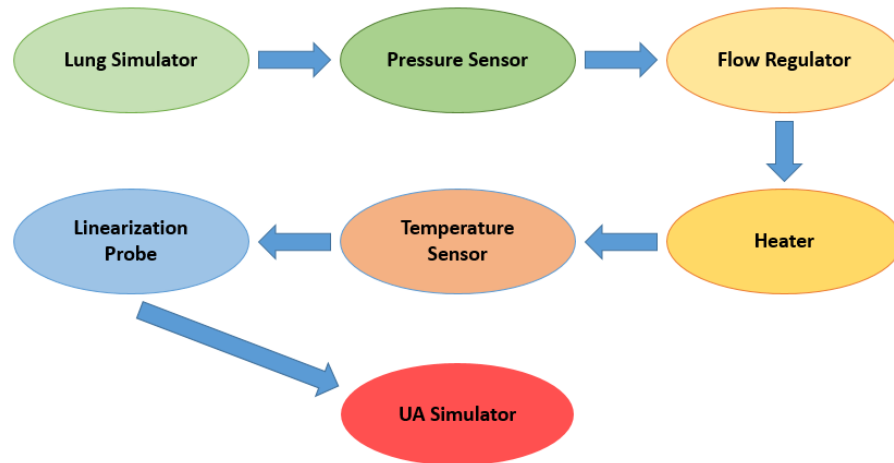 Lung Simulator
Pressure Sensor
Flow Regulator
Linearization
Probe
Temperature
Sensor
Heater
UA Simulator